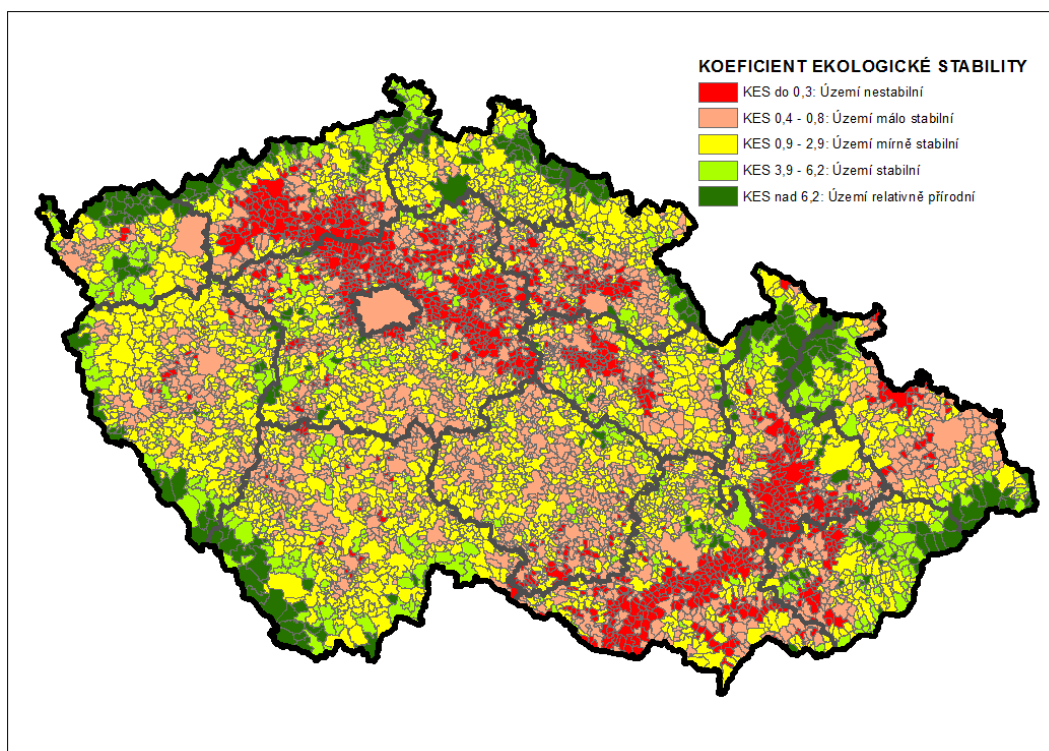 KOEFICIENT EKOLOGICKÉ STABILITY
KES do 0,3: Území nestabilní
KES 0,4 - 0,8: Území málo stabilní
KES 0,9 - 2,9: Území mírně stabilní
KES 3,9 - 6,2: Území stabilní
KES nad 6,2: Území relativně přírodní